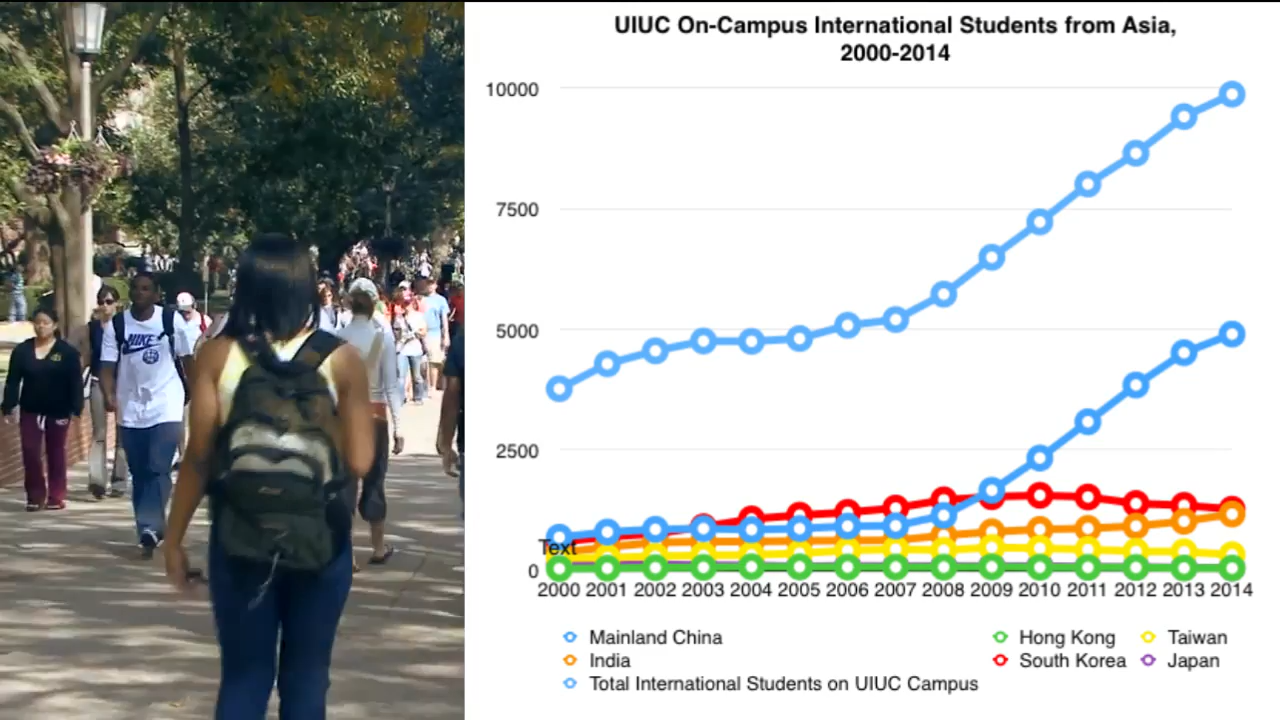 UIUC On-Campus International Students from Asia,
2000-2014
10000
7500
5000
2500
Text
0
2000 2001 2002 2003 2004 2005 2006 2007 2008 2009 2010 2011 2012 2013 2014
Mainland China
Hong Kong
Taiwan
India
South Korea
Japan
Total International Students on UIUC Campus
NIKE